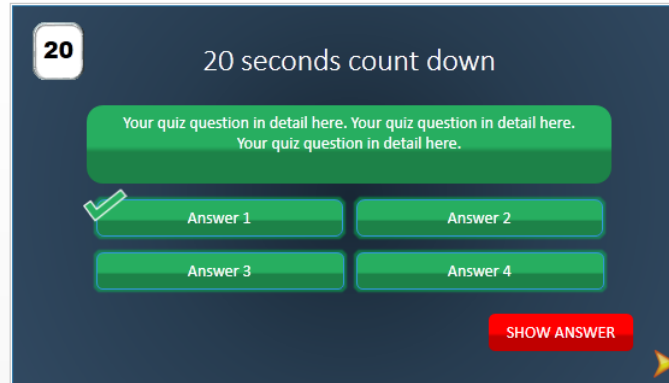 20
20 seconds count down
Your quiz question in detail here. Your quiz question in detail here.
Your quiz question in detail here.
Answer 1
Answer 2
Answer 3
Answer 4
SHOW ANSWER